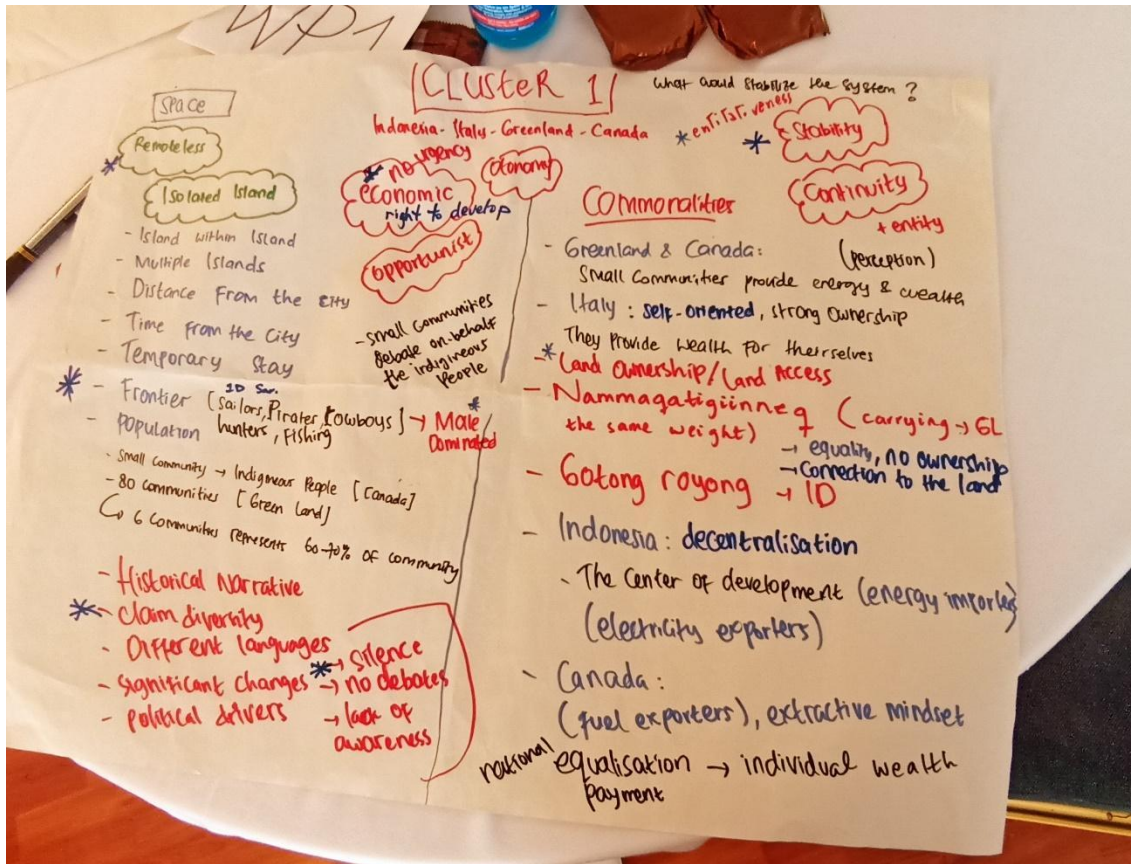 WP1
CLUSTER 1
What would stabilize the system ?
Indonesia - Italy - Greenland - Canada
SPACE
Remoteless
Isolated Island
- Island within Island
- Multiple Islands
- Distance from the city
- Time from the City
- Temporary Stay
- Frontier [Sailors, Pirates, Cowboys] → Male
hunters, Fishing
Dominated
- Population
- Small community → Indigneous People [Canada]
- 80 communities [Green Land]
↳ 6 Communities represents 60-70% of community
- Historical Narrative
- Claim diversity
- Different languages
- Significant changes
- Political drivers
→ Silence
→ no debates
→ lack of
awareness
no urgency
economic
right to develop
otonomy
Opportunist
- Small communities
debate on-behalf
the indigineous
People
Stability
Continuity
+ entity
Commonalities
- Greenland & Canada:
(perception)
Small Communities provide energy & wealth
- Italy : self-oriented, strong Ownership
They Provide wealth for theirselves
- Land Ownership/Land Access
- Nammagatigiinneq (carrying → GL
the same weight)
→ equality, no ownership
→ Connection to the land
- Gotong royong → ID
- Indonesia : decentralisation
- The Center of development (energy importers)
(electricity exporters)
- Canada :
(fuel exporters), extractive mindset
national equalisation → individual wealth
payment